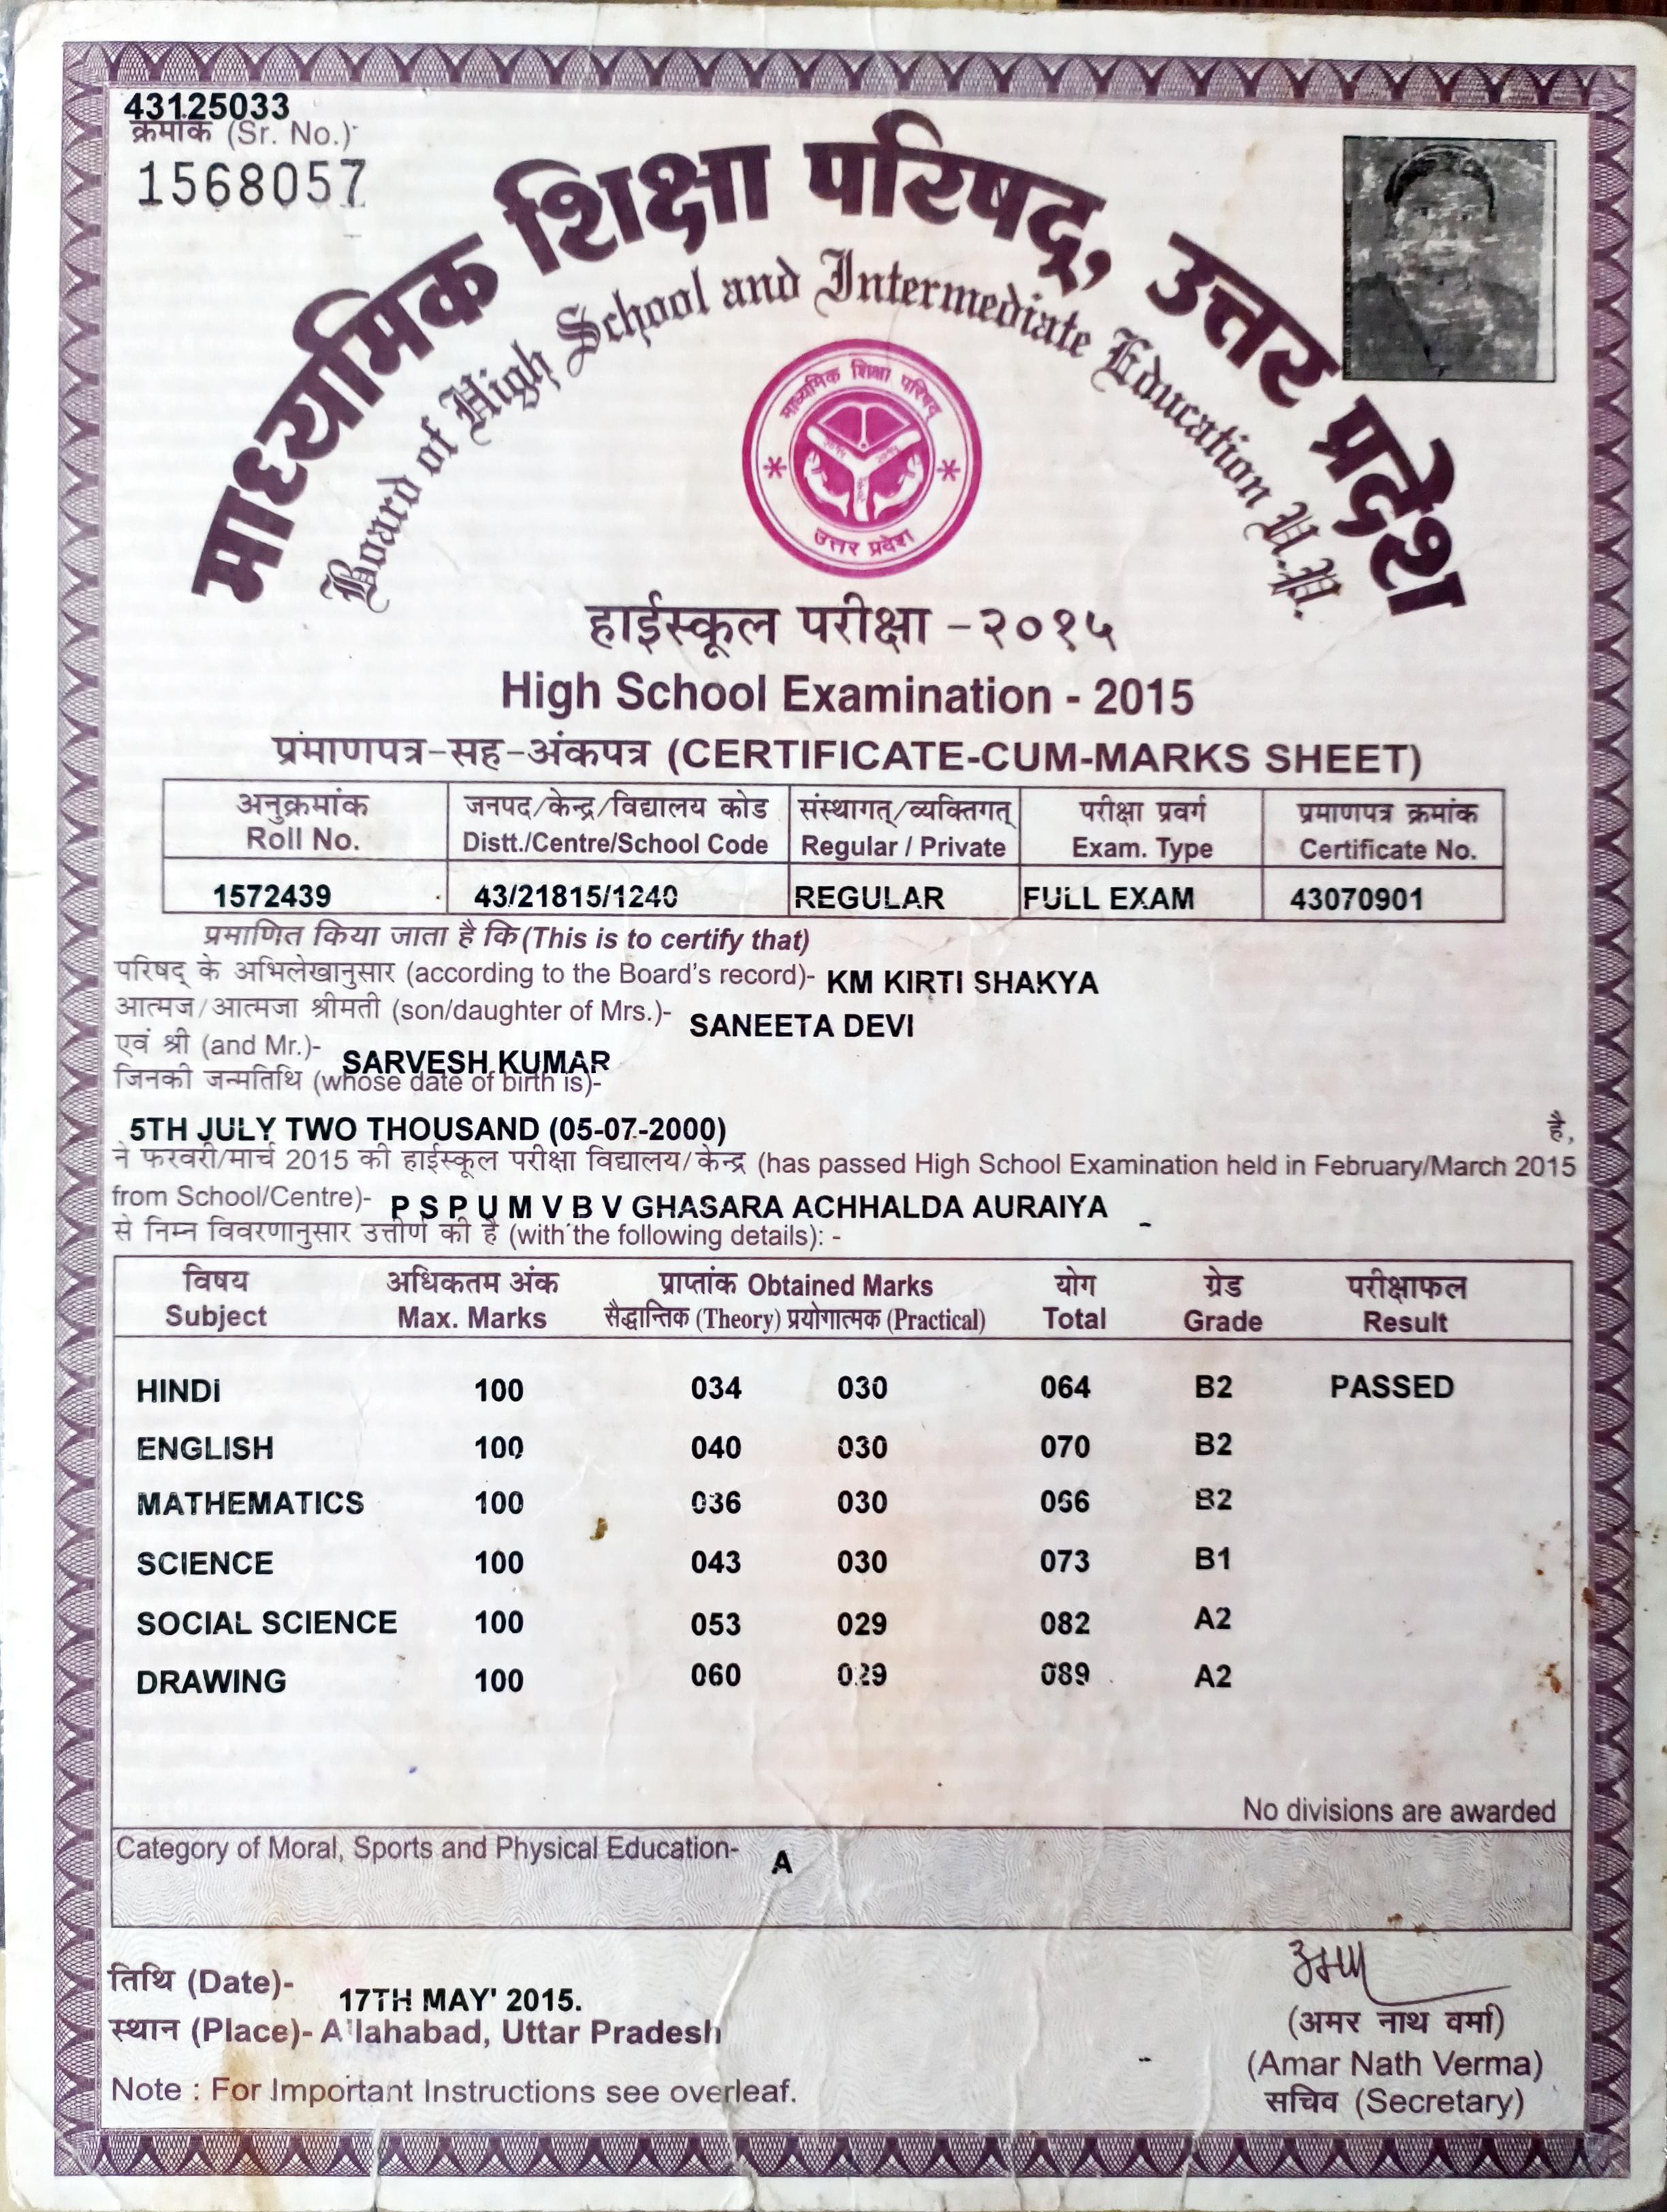 43125033
क्रमांक (Sr. No.)-
1568057
माध्यमिक शिक्षा परिषद्, उत्तर प्रदेश
Board of High School and Intermediate Education U.P.
माध्यमिक शिक्षा परिषद्
उत्तर प्रदेश
हाईस्कूल परीक्षा - २०१५
High School Examination - 2015
प्रमाणपत्र-सह-अंकपत्र (CERTIFICATE-CUM-MARKS SHEET)
अनुक्रमांक जनपद/केन्द्र/विद्यालय कोड संस्थागत्/व्यक्तिगत् परीक्षा प्रवर्ग प्रमाणपत्र क्रमांक
Roll No. Distt./Centre/School Code Regular / Private Exam. Type Certificate No.
1572439 43/21815/1240 REGULAR FULL EXAM 43070901
प्रमाणित किया जाता है कि (This is to certify that)
परिषद् के अभिलेखानुसार (according to the Board's record)- KM KIRTI SHAKYA
आत्मज/आत्मजा श्रीमती (son/daughter of Mrs.)- SANEETA DEVI
एवं श्री (and Mr.)- SARVESH KUMAR
जिनकी जन्मतिथि (whose date of birth is)-
5TH JULY TWO THOUSAND (05-07-2000) है,
ने फरवरी/मार्च 2015 की हाईस्कूल परीक्षा विद्यालय/केन्द्र (has passed High School Examination held in February/March 2015
from School/Centre)- P S P U M V B V GHASARA ACHHALDA AURAIYA
से निम्न विवरणानुसार उत्तीर्ण की है (with the following details): -
विषय अधिकतम अंक प्राप्तांक Obtained Marks योग ग्रेड परीक्षाफल
Subject Max. Marks सैद्धान्तिक (Theory) प्रयोगात्मक (Practical) Total Grade Result
HINDI 100 034 030 064 B2 PASSED
ENGLISH 100 040 030 070 B2
MATHEMATICS 100 036 030 066 B2
SCIENCE 100 043 030 073 B1
SOCIAL SCIENCE 100 053 029 082 A2
DRAWING 100 060 029 089 A2
No divisions are awarded
Category of Moral, Sports and Physical Education- A
तिथि (Date)- 17TH MAY' 2015.
स्थान (Place)- Allahabad, Uttar Pradesh
(अमर नाथ वर्मा)
(Amar Nath Verma)
सचिव (Secretary)
Note : For Important Instructions see overleaf.